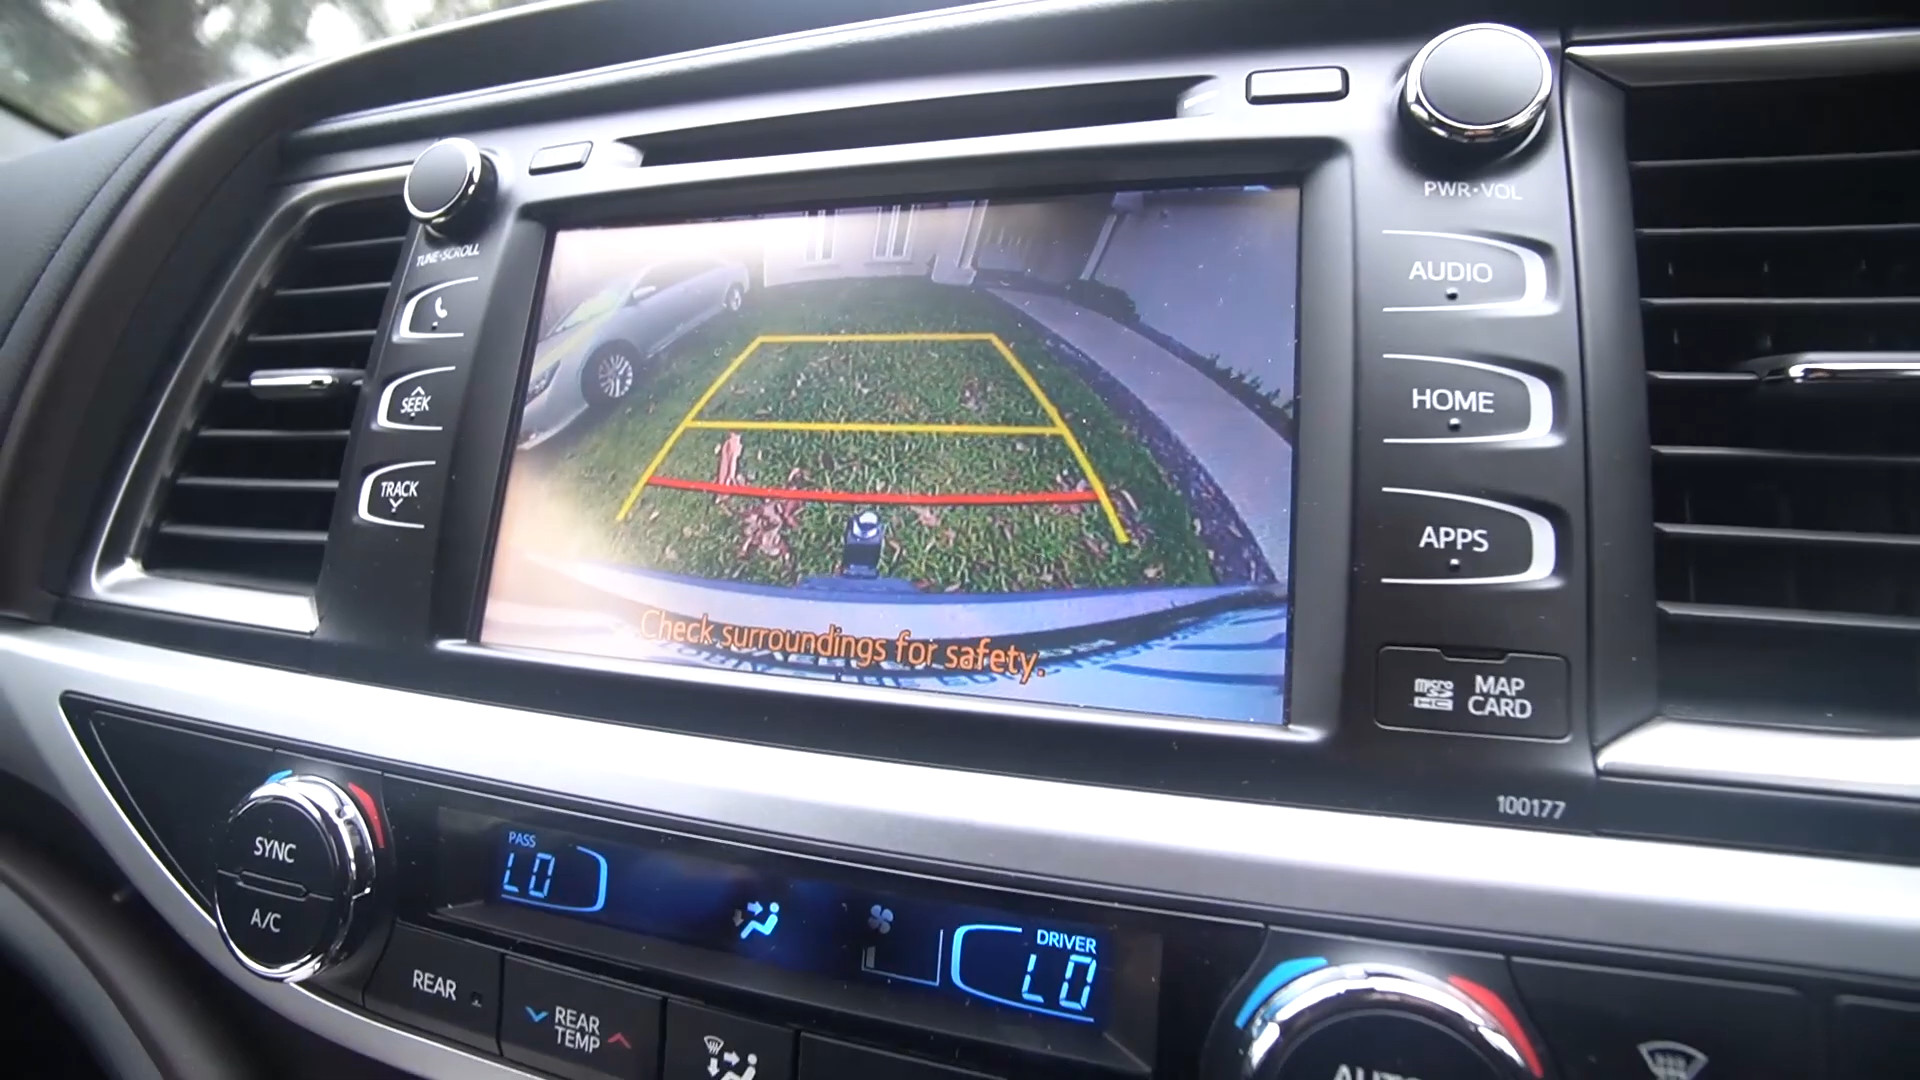 PWR•VOL
TUNE•SCROLL
AUDIO
SEEK
HOME
TRACK
APPS
Check surroundings for safety.
micro
SD
HC
MAP
CARD
100177
SYNC
A/C
PASS
LO
DRIVER
LO
REAR
REAR
TEMP
AUTO